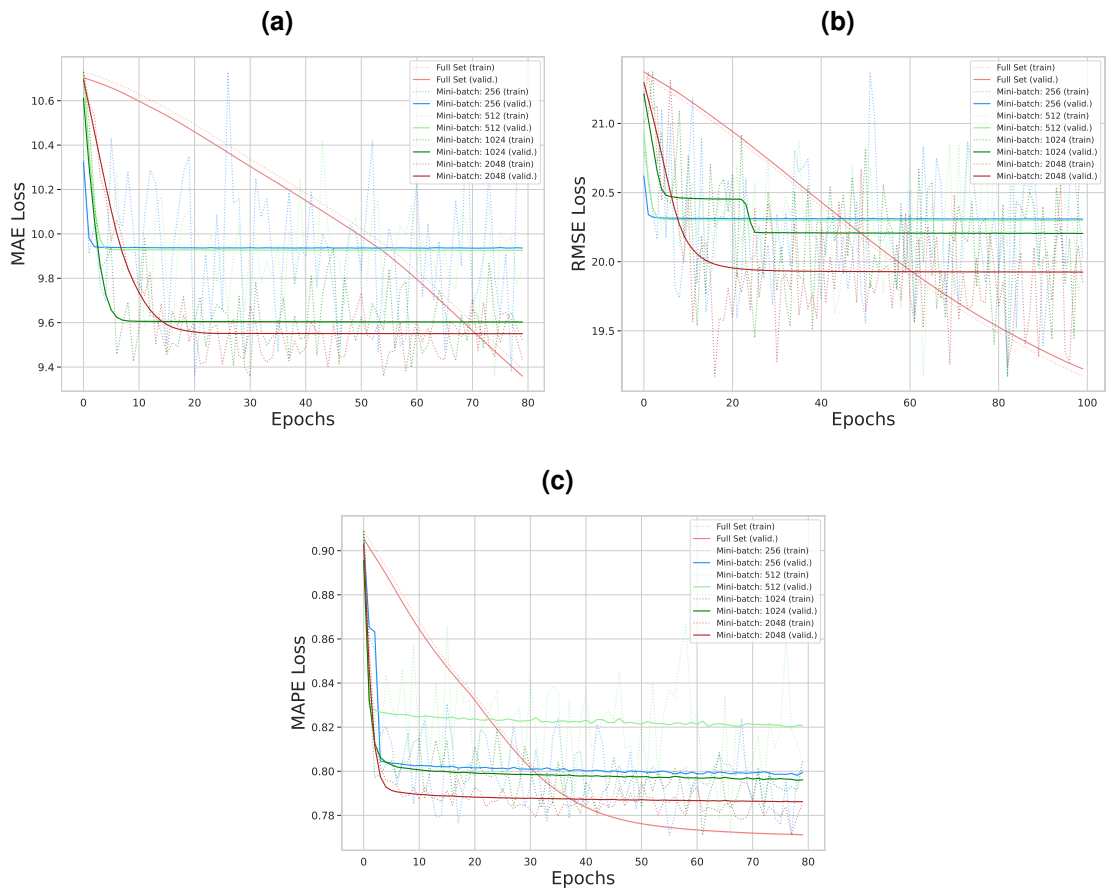 (a)
MAE Loss
10.6
10.4
10.2
10.0
9.8
9.6
9.4
0 10 20 30 40 50 60 70 80
Epochs
Full Set (train)
Full Set (valid.)
Mini-batch: 256 (train)
Mini-batch: 256 (valid.)
Mini-batch: 512 (train)
Mini-batch: 512 (valid.)
Mini-batch: 1024 (train)
Mini-batch: 1024 (valid.)
Mini-batch: 2048 (train)
Mini-batch: 2048 (valid.)
(b)
RMSE Loss
21.0
20.5
20.0
19.5
0 20 40 60 80 100
Epochs
Full Set (train)
Full Set (valid.)
Mini-batch: 256 (train)
Mini-batch: 256 (valid.)
Mini-batch: 512 (train)
Mini-batch: 512 (valid.)
Mini-batch: 1024 (train)
Mini-batch: 1024 (valid.)
Mini-batch: 2048 (train)
Mini-batch: 2048 (valid.)
(c)
MAPE Loss
0.90
0.88
0.86
0.84
0.82
0.80
0.78
0 10 20 30 40 50 60 70 80
Epochs
Full Set (train)
Full Set (valid.)
Mini-batch: 256 (train)
Mini-batch: 256 (valid.)
Mini-batch: 512 (train)
Mini-batch: 512 (valid.)
Mini-batch: 1024 (train)
Mini-batch: 1024 (valid.)
Mini-batch: 2048 (train)
Mini-batch: 2048 (valid.)